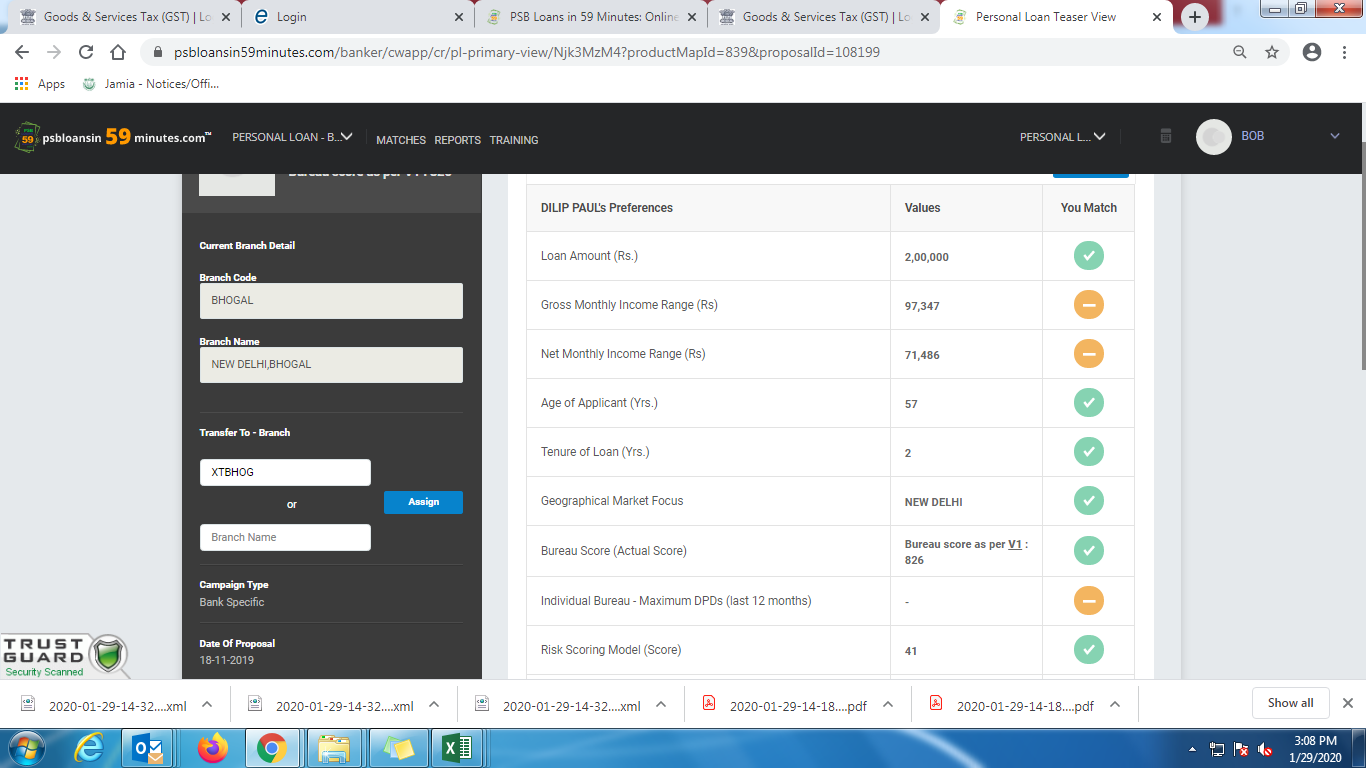 Goods & Services Tax (GST) | Lo
Login
PSB Loans in 59 Minutes: Online
Goods & Services Tax (GST) | Lo
Personal Loan Teaser View
psbloansin59minutes.com/banker/cwapp/cr/pl-primary-view/Njk3MzM4?productMapId=839&proposalId=108199
Apps
Jamia - Notices/Offi...
PSB 59 psbloansin 59 minutes.com™
PERSONAL LOAN - B...
MATCHES REPORTS TRAINING
PERSONAL L...
BOB
Bureau score as per V1 : 826
Current Branch Detail
Branch Code
BHOGAL
Branch Name
NEW DELHI,BHOGAL
Transfer To - Branch
XTBHOG
or
Assign
Branch Name
Campaign Type
Bank Specific
Date Of Proposal
18-11-2019
DILIP PAUL's Preferences Values You Match
Loan Amount (Rs.) 2,00,000
Gross Monthly Income Range (Rs) 97,347
Net Monthly Income Range (Rs) 71,486
Age of Applicant (Yrs.) 57
Tenure of Loan (Yrs.) 2
Geographical Market Focus NEW DELHI
Bureau Score (Actual Score) Bureau score as per V1 :
826
Individual Bureau - Maximum DPDs (last 12 months) -
Risk Scoring Model (Score) 41
TRUST
GUARD
Security Scanned
2020-01-29-14-32....xml
2020-01-29-14-32....xml
2020-01-29-14-32....xml
2020-01-29-14-18....pdf
2020-01-29-14-18....pdf
Show all
3:08 PM
1/29/2020